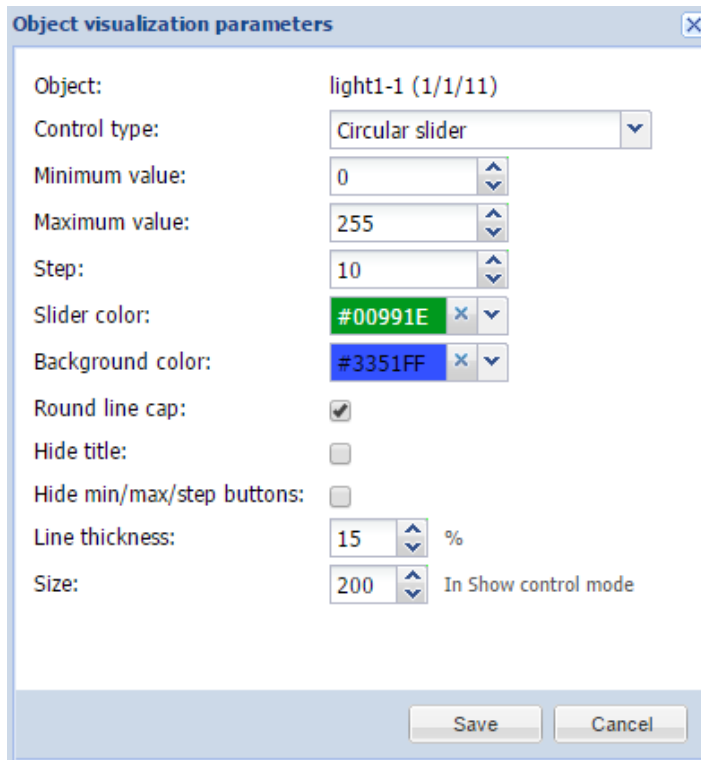 Object visualization parameters
Object: light1-1 (1/1/11)
Control type: Circular slider
Minimum value: 0
Maximum value: 255
Step: 10
Slider color: #00991E
Background color: #3351FF
Round line cap:
Hide title:
Hide min/max/step buttons:
Line thickness: 15 %
Size: 200 In Show control mode
Save Cancel